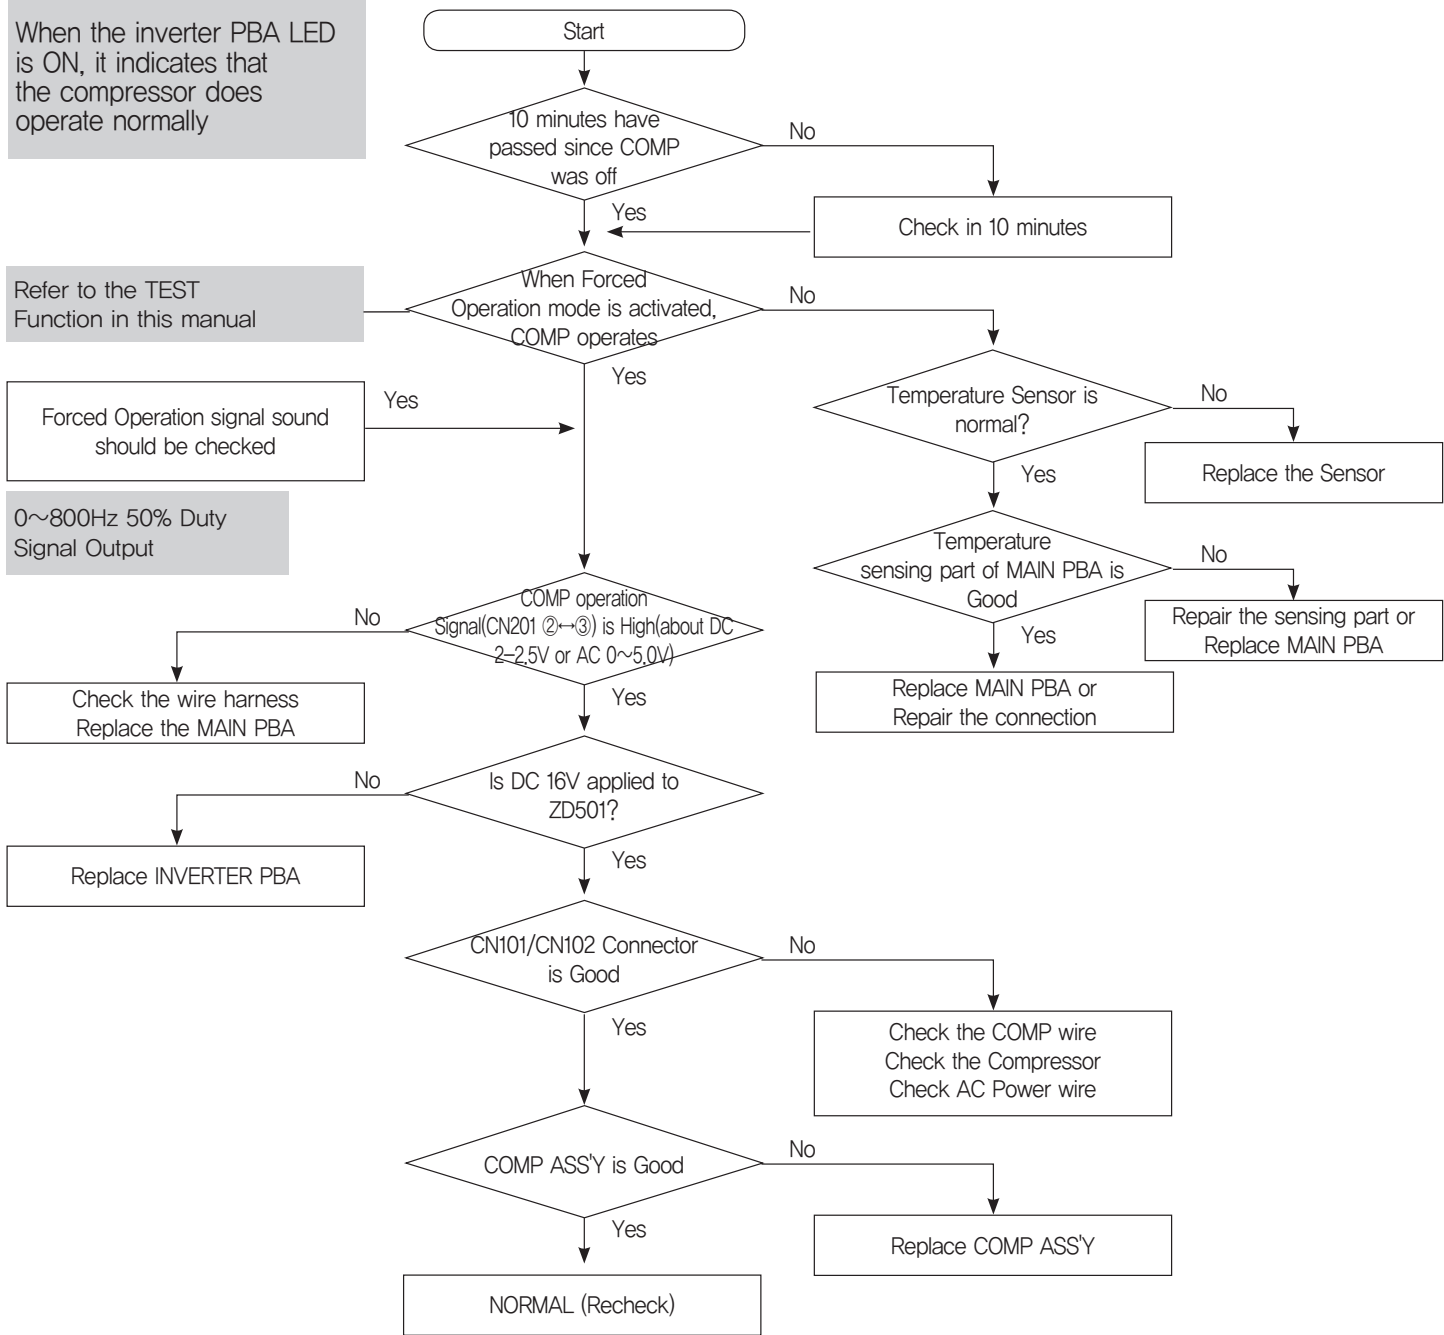 When the inverter PBA LED
is ON, it indicates that
the compressor does
operate normally
Start
10 minutes have
passed since COMP
was off
No
Yes
Check in 10 minutes
Refer to the TEST
Function in this manual
When Forced
Operation mode is activated,
COMP operates
No
Yes
Forced Operation signal sound
should be checked
Yes
Temperature Sensor is
normal?
No
Replace the Sensor
Yes
0~800Hz 50% Duty
Signal Output
Temperature
sensing part of MAIN PBA is
Good
No
Repair the sensing part or
Replace MAIN PBA
Yes
Replace MAIN PBA or
Repair the connection
COMP operation
Signal(CN201 ②↔③) is High(about DC
2-2.5V or AC 0~5.0V)
No
Check the wire harness
Replace the MAIN PBA
Yes
Is DC 16V applied to
ZD501?
No
Replace INVERTER PBA
Yes
CN101/CN102 Connector
is Good
No
Check the COMP wire
Check the Compressor
Check AC Power wire
Yes
COMP ASS'Y is Good
No
Replace COMP ASS'Y
Yes
NORMAL (Recheck)